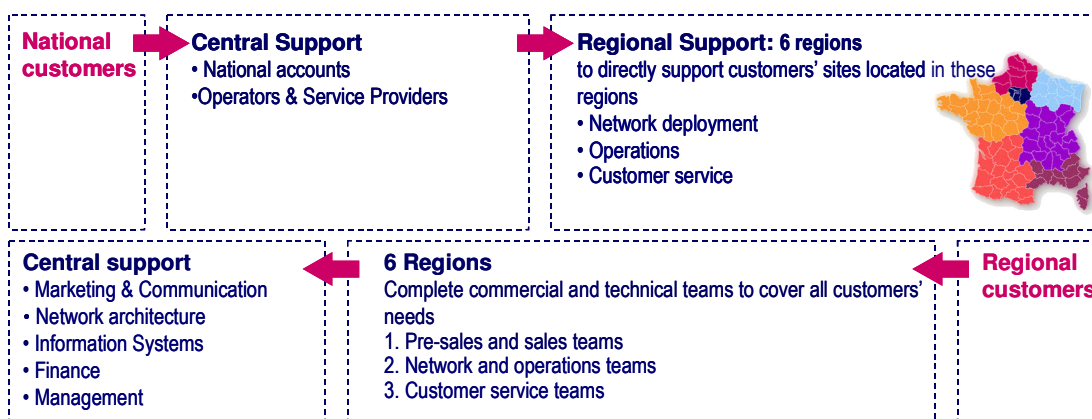 National
customers
Central Support
• National accounts
•Operators & Service Providers
Regional Support: 6 regions
to directly support customers’ sites located in these
regions
• Network deployment
• Operations
• Customer service
Central support
• Marketing & Communication
• Network architecture
• Information Systems
• Finance
• Management
6 Regions
Complete commercial and technical teams to cover all customers’
needs
1. Pre-sales and sales teams
2. Network and operations teams
3. Customer service teams
Regional
customers